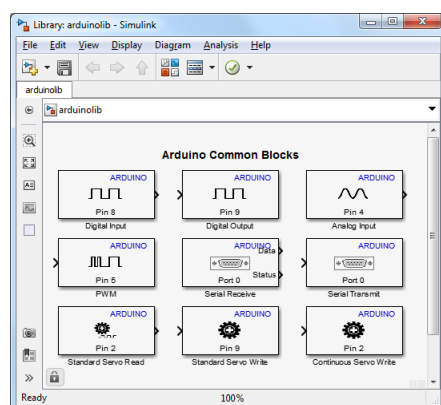 Library: arduinolib - Simulink
File Edit View Display Diagram Analysis Help
arduinolib
arduinolib
Arduino Common Blocks
ARDUINO ARDUINO ARDUINO
Pin 8 Pin 9 Pin 4
Digital Input Digital Output Analog Input
ARDUINO ARDUINO ARDUINO
Data
Pin 5 Port 0 Status Port 0
PWM Serial Receive Serial Transmit
ARDUINO ARDUINO ARDUINO
Pin 2 Pin 9 Pin 2
Standard Servo Read Standard Servo Write Continuous Servo Write
Ready 100%